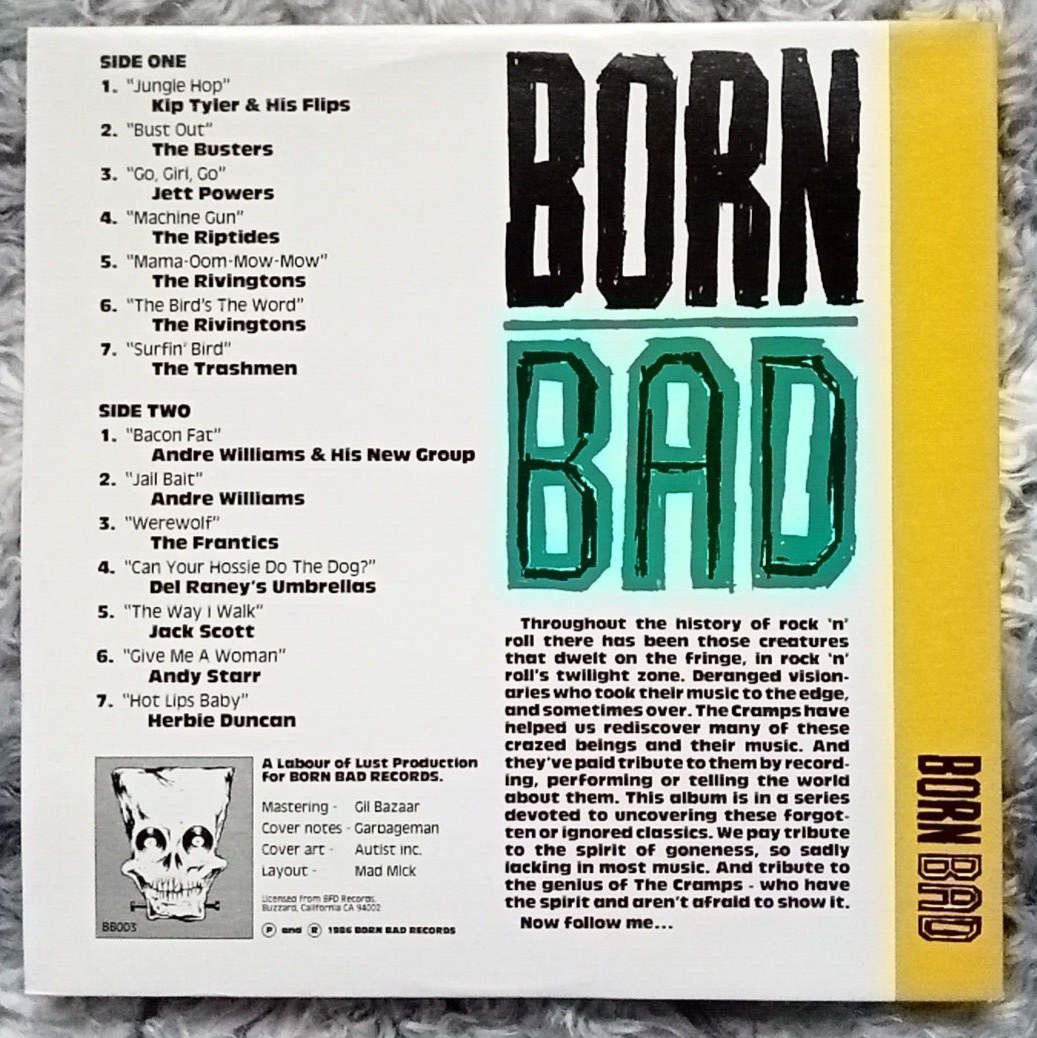 SIDE ONE
1. "Jungle Hop"
Kip Tyler & His Flips
2. "Bust Out"
The Busters
3. "Go, Girl, Go"
Jett Powers
4. "Machine Gun"
The Riptides
5. "Mama-Oom-Mow-Mow"
The Rivingtons
6. "The Bird's The Word"
The Rivingtons
7. "Surfin' Bird"
The Trashmen
SIDE TWO
1. "Bacon Fat"
Andre Williams & His New Group
2. "Jail Bait"
Andre Williams
3. "Werewolf"
The Frantics
4. "Can Your Hossie Do The Dog?"
Del Raney's Umbrellas
5. "The Way I Walk"
Jack Scott
6. "Give Me A Woman"
Andy Starr
7. "Hot Lips Baby"
Herbie Duncan
BB003
A Labour of Lust Production
for BORN BAD RECORDS.
Mastering - Gil Bazaar
Cover notes - Garbageman
Cover art - Autist inc.
Layout - Mad Mick
Licensed from BFD Records,
Buzzard, California CA 94002
℗ and ® 1986 BORN BAD RECORDS
BORN
BAD
Throughout the history of rock 'n'
roll there has been those creatures
that dwelt on the fringe, in rock 'n'
roll's twilight zone. Deranged vision-
aries who took their music to the edge,
and sometimes over. The Cramps have
helped us rediscover many of these
crazed beings and their music. And
they've paid tribute to them by record-
ing, performing or telling the world
about them. This album is in a series
devoted to uncovering these forgot-
ten or ignored classics. We pay tribute
to the spirit of goneness, so sadly
lacking in most music. And tribute to
the genius of The Cramps - who have
the spirit and aren't afraid to show it.
Now follow me...
BORN BAD